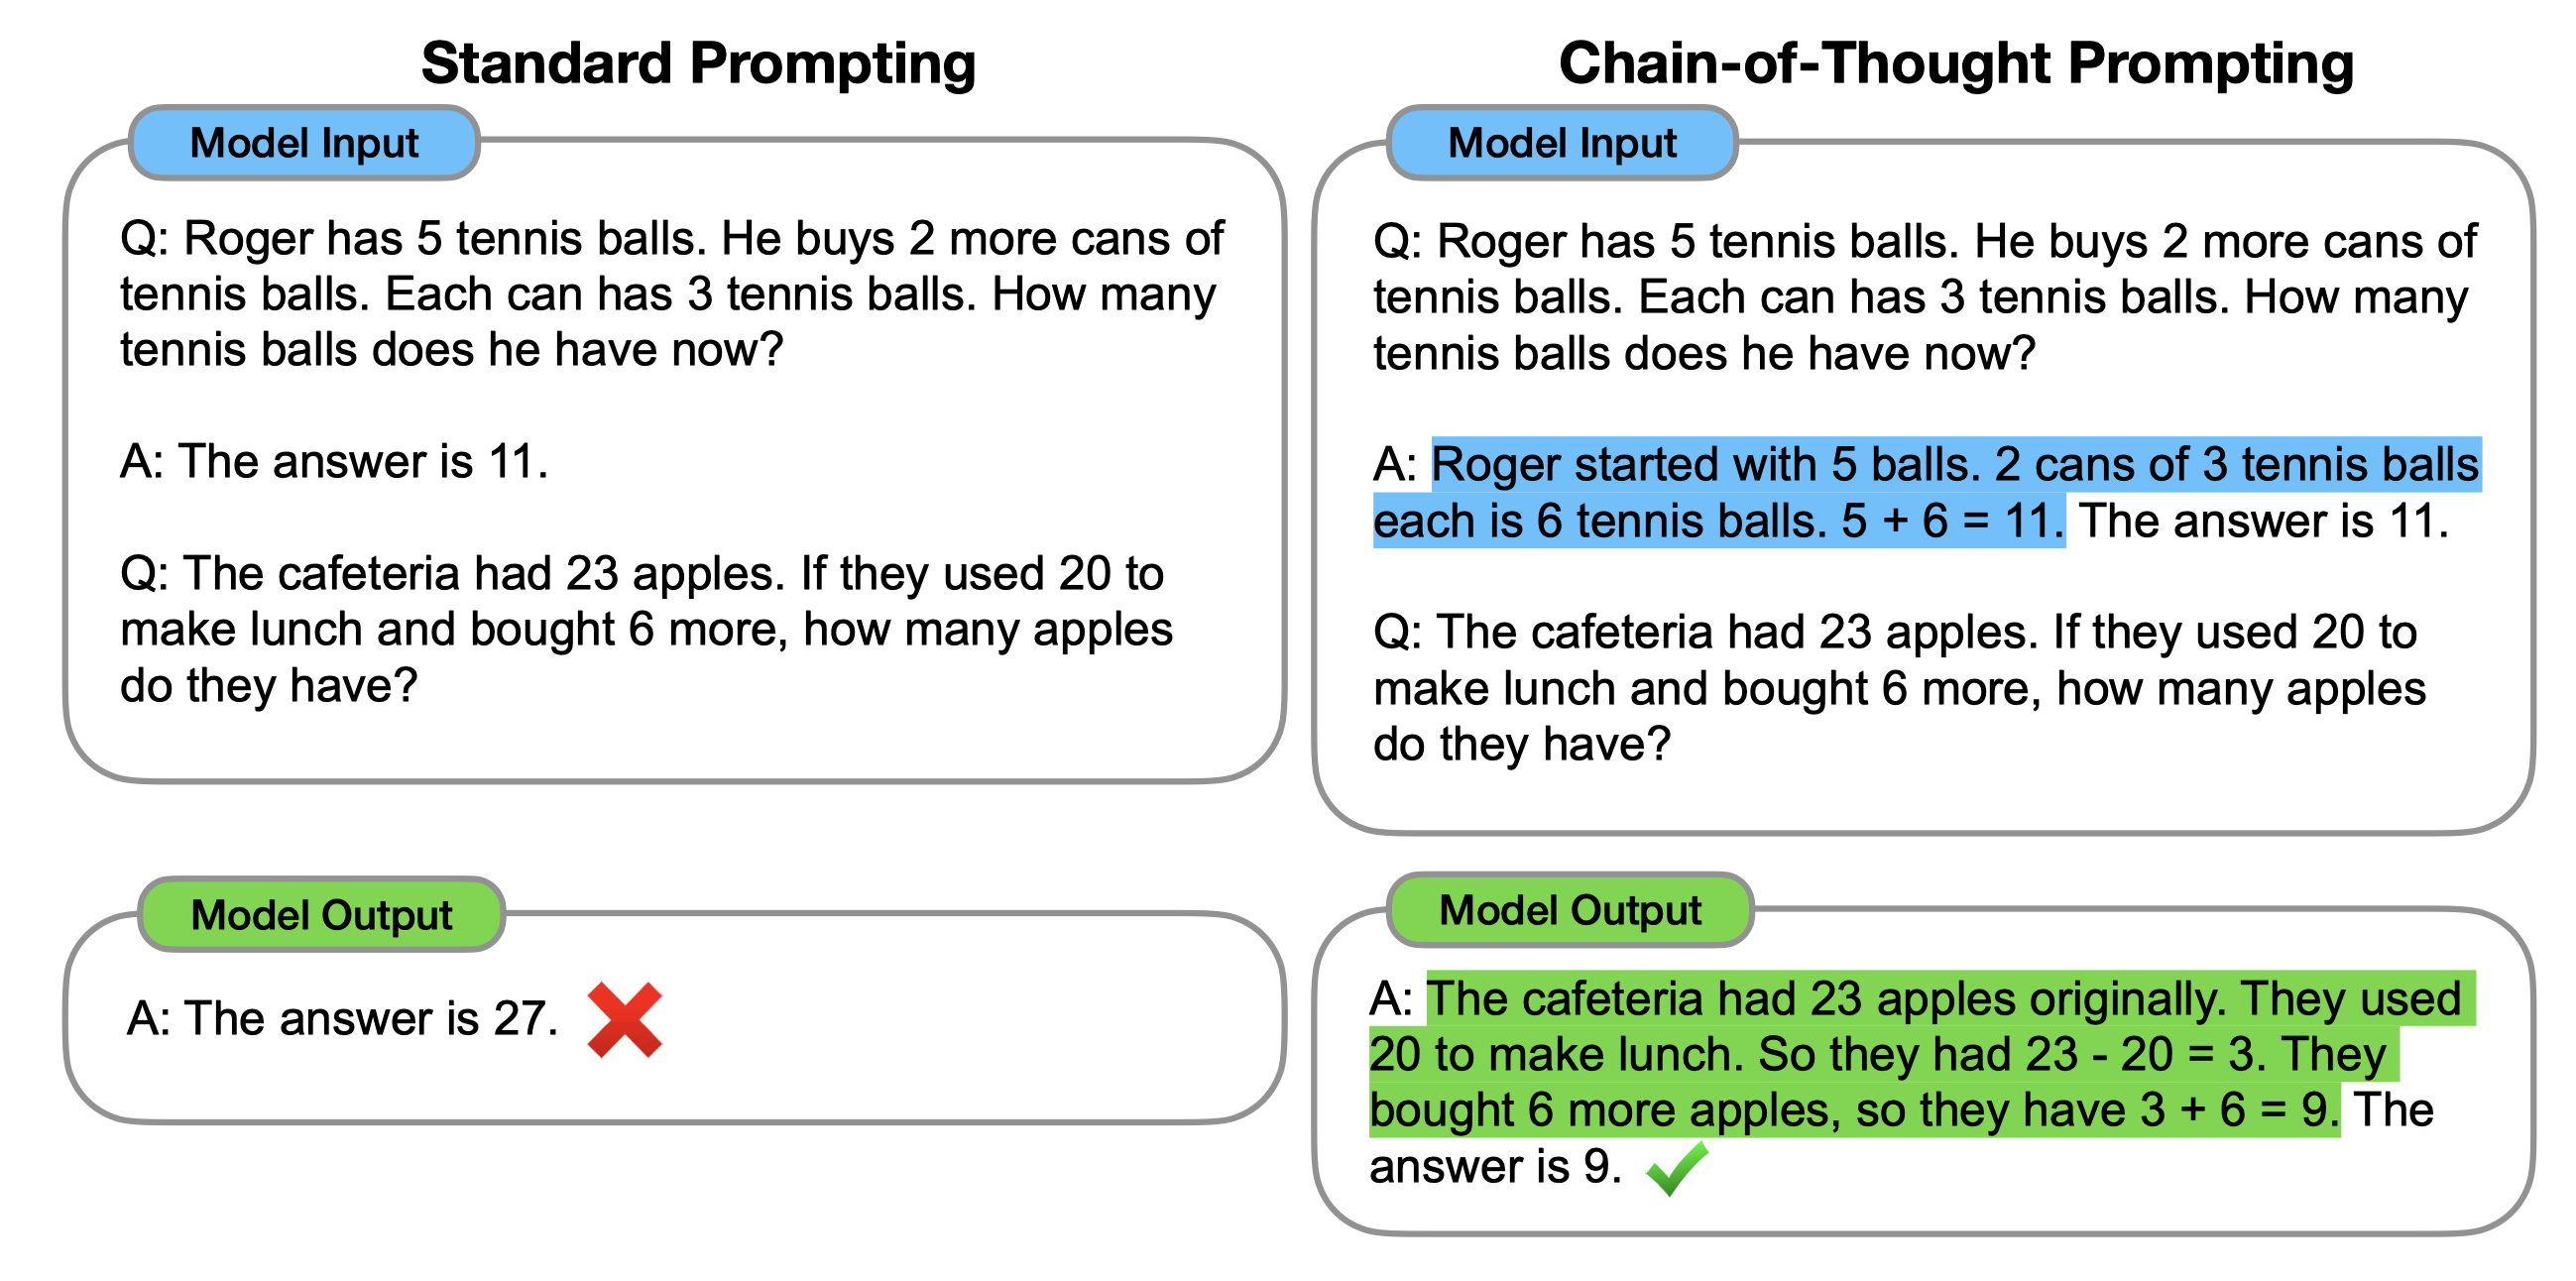 Standard Prompting
Model Input
Q: Roger has 5 tennis balls. He buys 2 more cans of
tennis balls. Each can has 3 tennis balls. How many
tennis balls does he have now?
A: The answer is 11.
Q: The cafeteria had 23 apples. If they used 20 to
make lunch and bought 6 more, how many apples
do they have?
Model Output
A: The answer is 27.
Chain-of-Thought Prompting
Model Input
Q: Roger has 5 tennis balls. He buys 2 more cans of
tennis balls. Each can has 3 tennis balls. How many
tennis balls does he have now?
A: Roger started with 5 balls. 2 cans of 3 tennis balls
each is 6 tennis balls. 5 + 6 = 11. The answer is 11.
Q: The cafeteria had 23 apples. If they used 20 to
make lunch and bought 6 more, how many apples
do they have?
Model Output
A: The cafeteria had 23 apples originally. They used
20 to make lunch. So they had 23 - 20 = 3. They
bought 6 more apples, so they have 3 + 6 = 9. The
answer is 9.